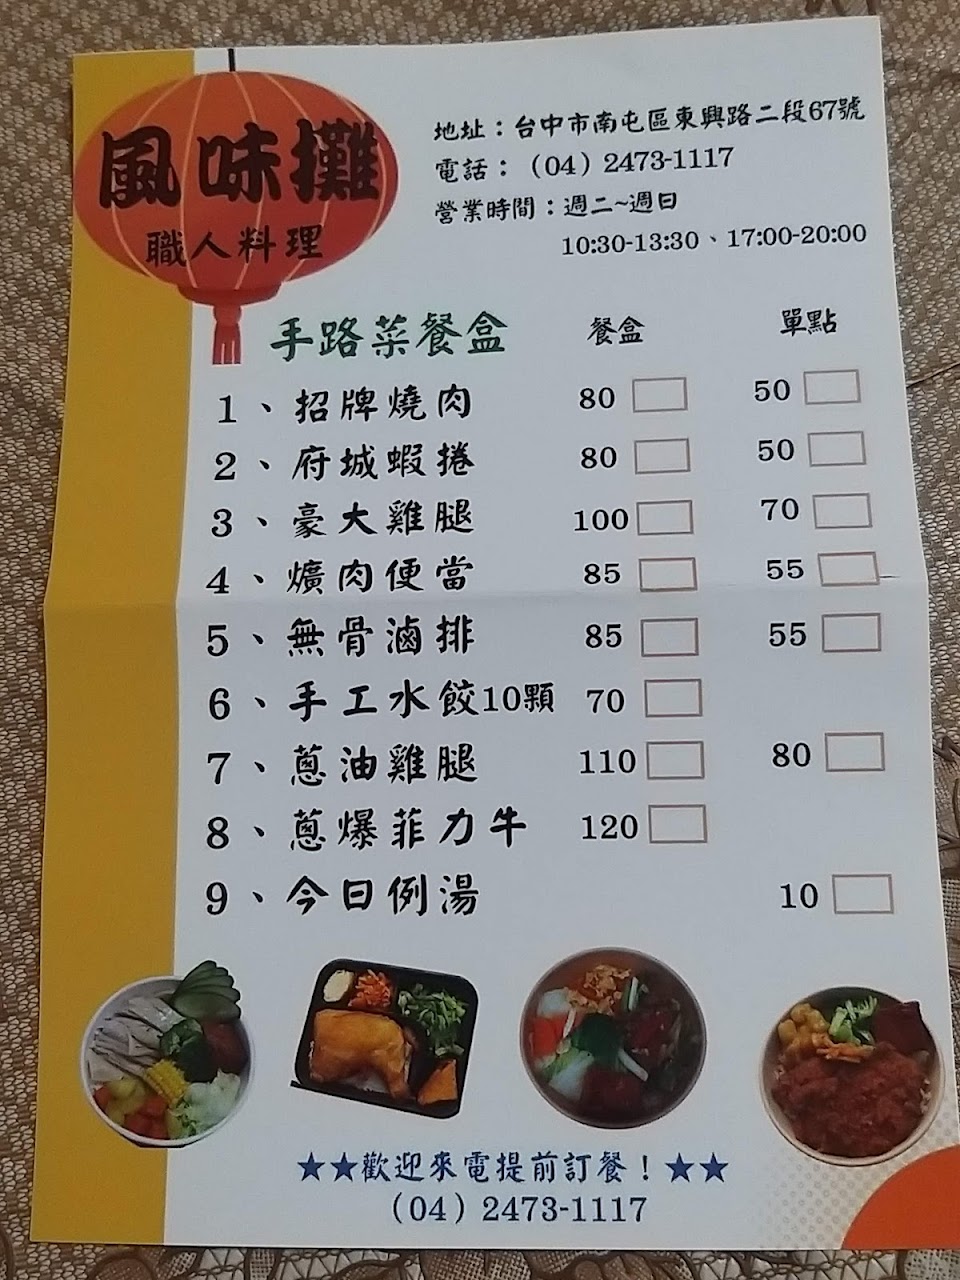 風味攤
職人料理
地址：台中市南屯區東興路二段67號
電話：（04）2473-1117
營業時間：週二~週日
10:30-13:30、17:00-20:00
手路菜餐盒 餐盒 單點
1、招牌燒肉 80 50
2、府城蝦捲 80 50
3、豪大雞腿 100 70
4、爌肉便當 85 55
5、無骨滷排 85 55
6、手工水餃10顆 70
7、蔥油雞腿 110 80
8、蔥爆菲力牛 120
9、今日例湯 10
★★歡迎來電提前訂餐！★★
（04）2473-1117